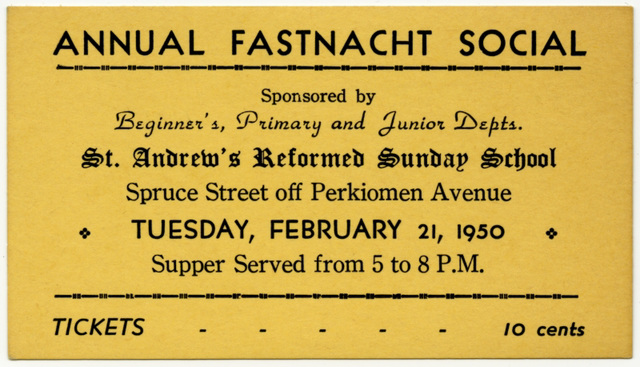 ANNUAL FASTNACHT SOCIAL
Sponsored by
Beginner's, Primary and Junior Depts.
St. Andrew's Reformed Sunday School
Spruce Street off Perkiomen Avenue
TUESDAY, FEBRUARY 21, 1950
Supper Served from 5 to 8 P.M.
TICKETS - - - - - 10 cents